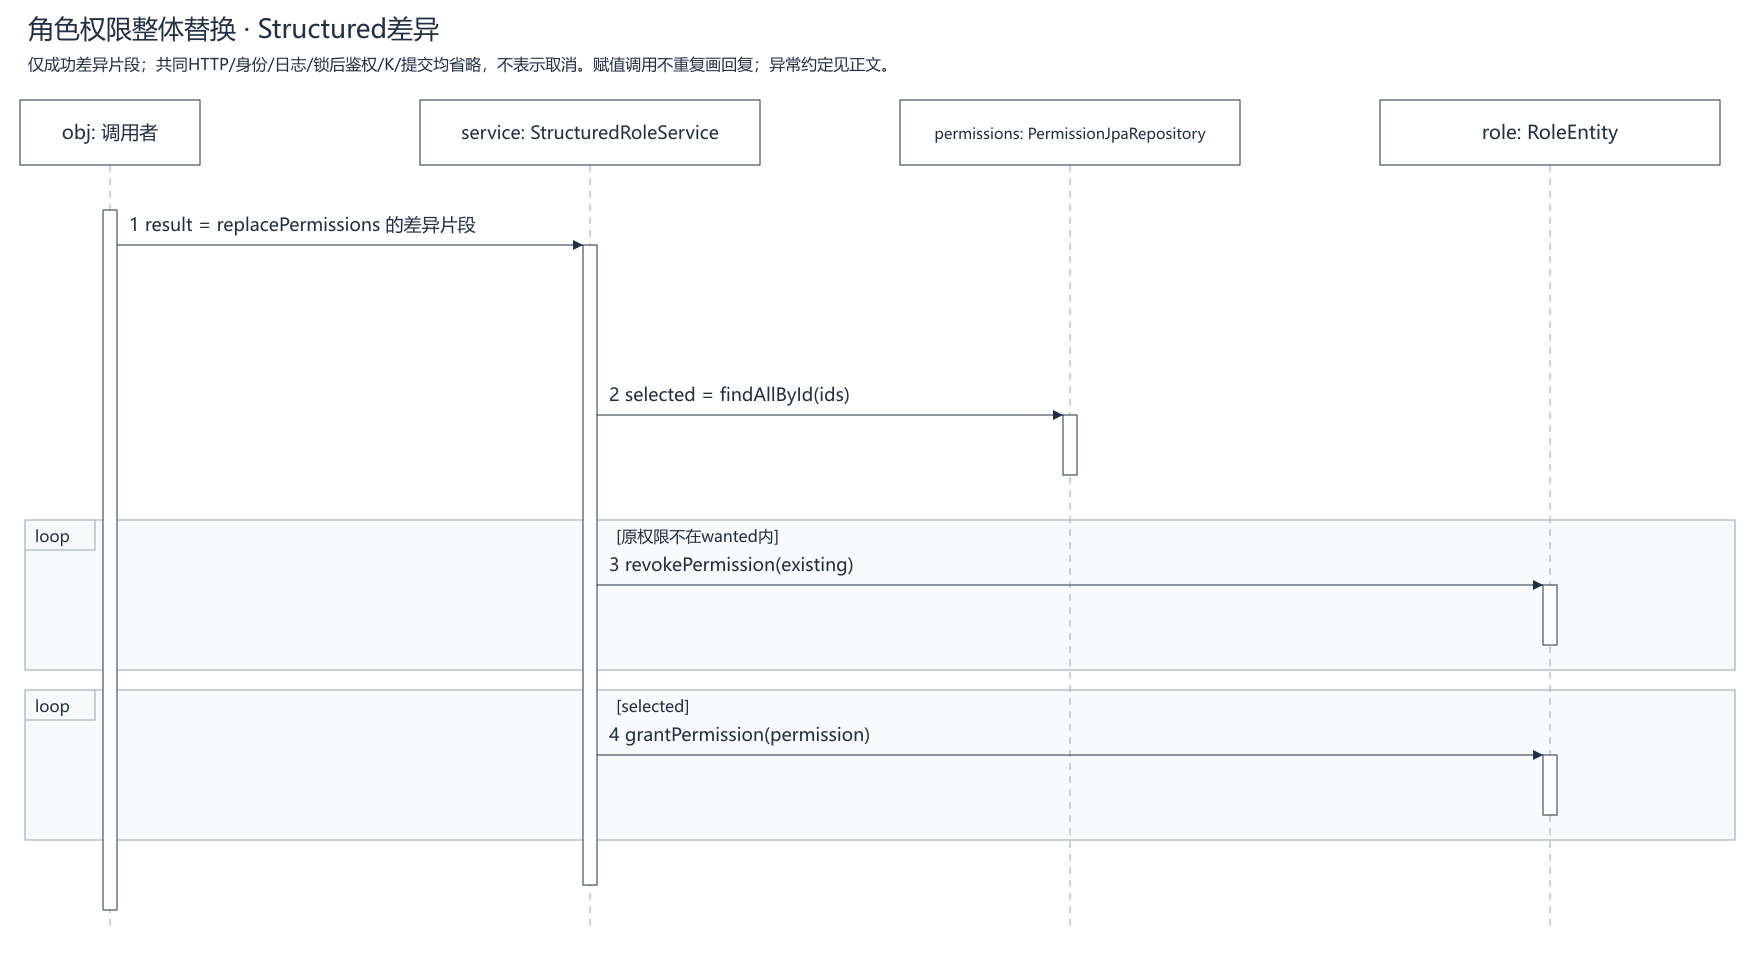 角色权限整体替换 · Structured差异
仅成功差异片段；共同HTTP/身份/日志/锁后鉴权/K/提交均省略，不表示取消。赋值调用不重复画回复；异常约定见正文。
obj: 调用者
service: StructuredRoleService
permissions: PermissionJpaRepository
role: RoleEntity
1 result = replacePermissions 的差异片段
2 selected = findAllById(ids)
loop
[原权限不在wanted内]
3 revokePermission(existing)
loop
[selected]
4 grantPermission(permission)